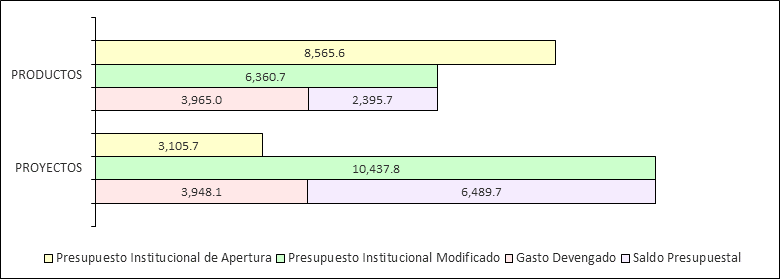 8,565.6
PRODUCTOS
6,360.7
3,965.0 2,395.7
3,105.7
PROYECTOS
10,437.8
3,948.1 6,489.7
Presupuesto Institucional de Apertura Presupuesto Institucional Modificado Gasto Devengado Saldo Presupuestal